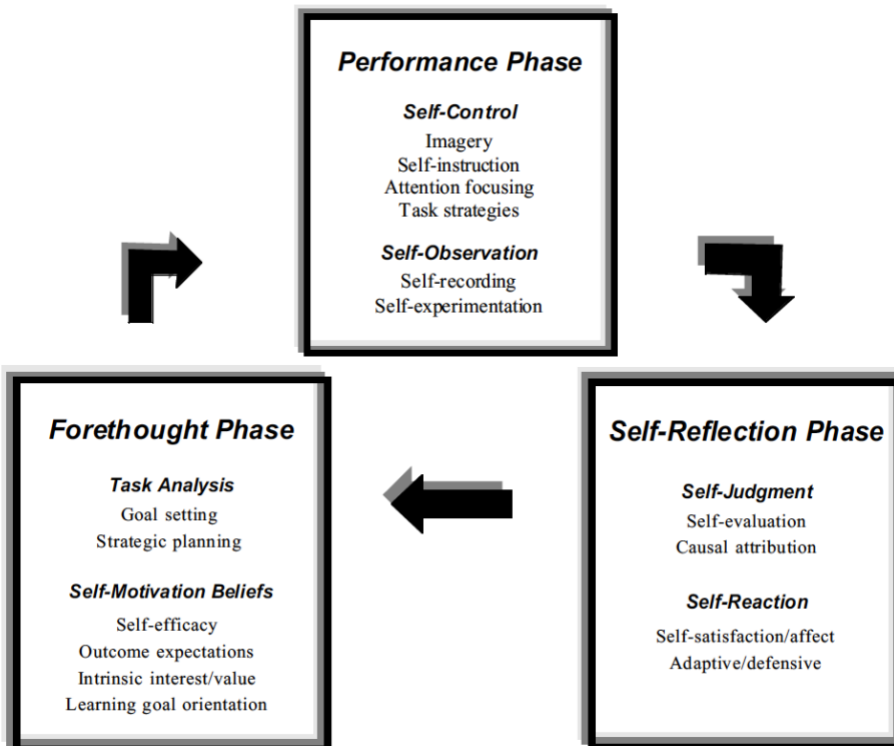 Performance Phase
Self-Control
Imagery
Self-instruction
Attention focusing
Task strategies
Self-Observation
Self-recording
Self-experimentation
Forethought Phase
Task Analysis
Goal setting
Strategic planning
Self-Motivation Beliefs
Self-efficacy
Outcome expectations
Intrinsic interest/value
Learning goal orientation
Self-Reflection Phase
Self-Judgment
Self-evaluation
Causal attribution
Self-Reaction
Self-satisfaction/affect
Adaptive/defensive